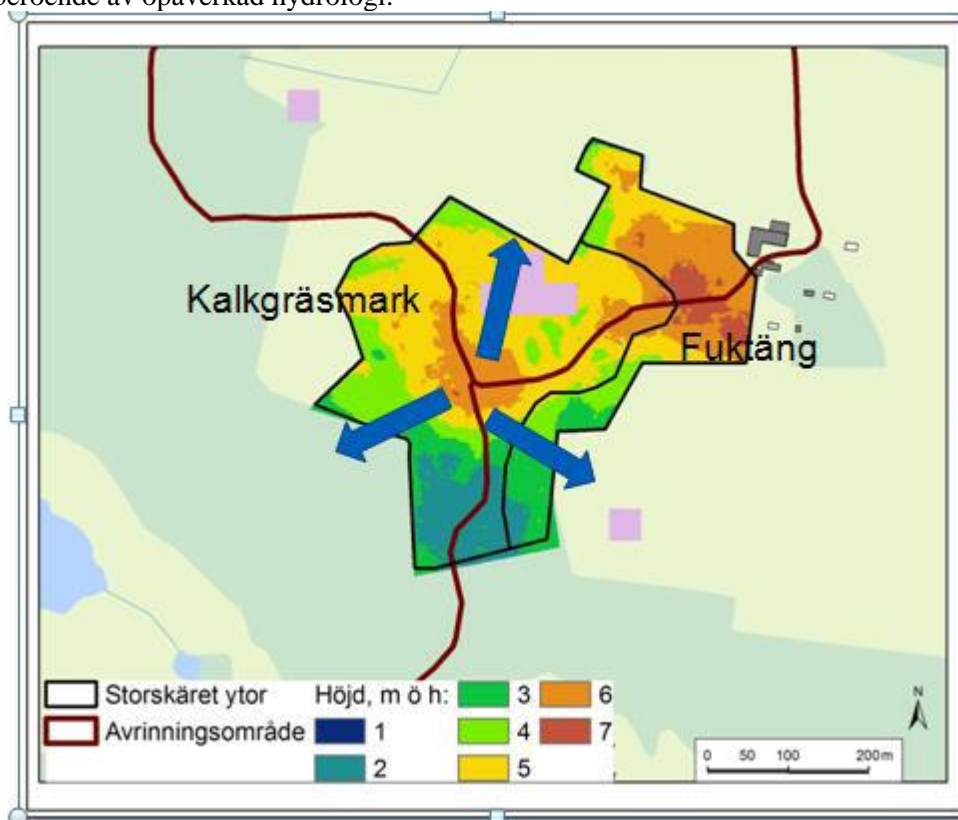 beroende av opåverkad hydrologi.
Kalkgräsmark
Fuktäng
Storskäret ytor
Avrinningsområde
Höjd, m ö h:
1
2
3
4
5
6
7
N
0 50 100 200 m